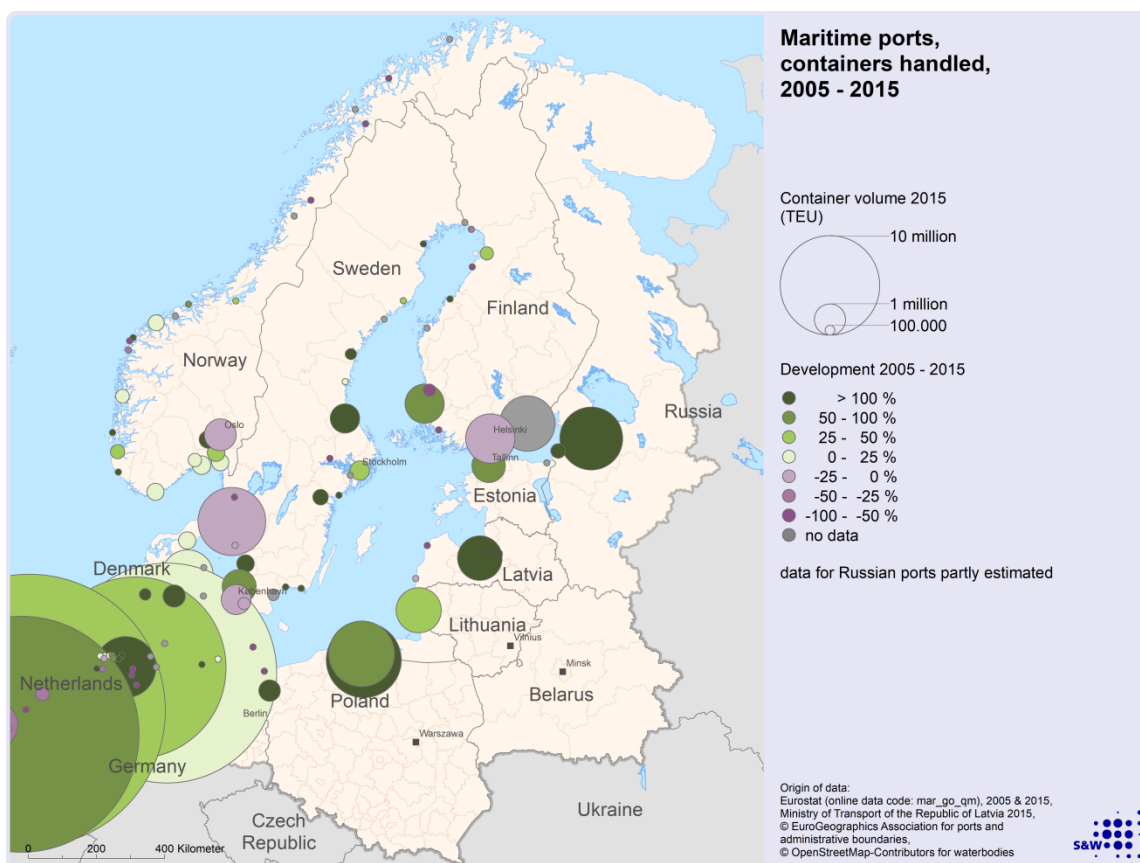 Maritime ports,
containers handled,
2005 - 2015
Container volume 2015
(TEU)
10 million
1 million
100.000
Development 2005 - 2015
> 100 %
50 - 100 %
25 - 50 %
0 - 25 %
-25 - 0 %
-50 - -25 %
-100 - -50 %
no data
data for Russian ports partly estimated
Origin of data:
Eurostat (online data code: mar_go_qm), 2005 & 2015,
Ministry of Transport of the Republic of Latvia 2015,
© EuroGeographics Association for ports and
administrative boundaries,
© OpenStreetMap-Contributors for waterbodies
S&W
Sweden
Finland
Norway
Russia
Oslo
Helsinki
Tallinn
Stockholm
Estonia
Denmark
Latvia
København
Lithuania
Vilnius
Minsk
Netherlands
Belarus
Poland
Berlin
Warszawa
Germany
Ukraine
Czech
Republic
0 200 400 Kilometer